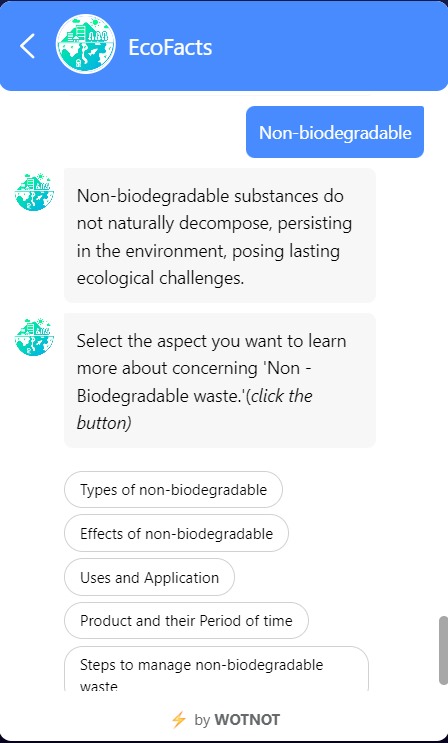 EcoFacts
Non-biodegradable
Non-biodegradable substances do
not naturally decompose, persisting
in the environment, posing lasting
ecological challenges.
Select the aspect you want to learn
more about concerning 'Non -
Biodegradable waste.'(click the
button)
Types of non-biodegradable
Effects of non-biodegradable
Uses and Application
Product and their Period of time
Steps to manage non-biodegradable
waste
by WOTNOT